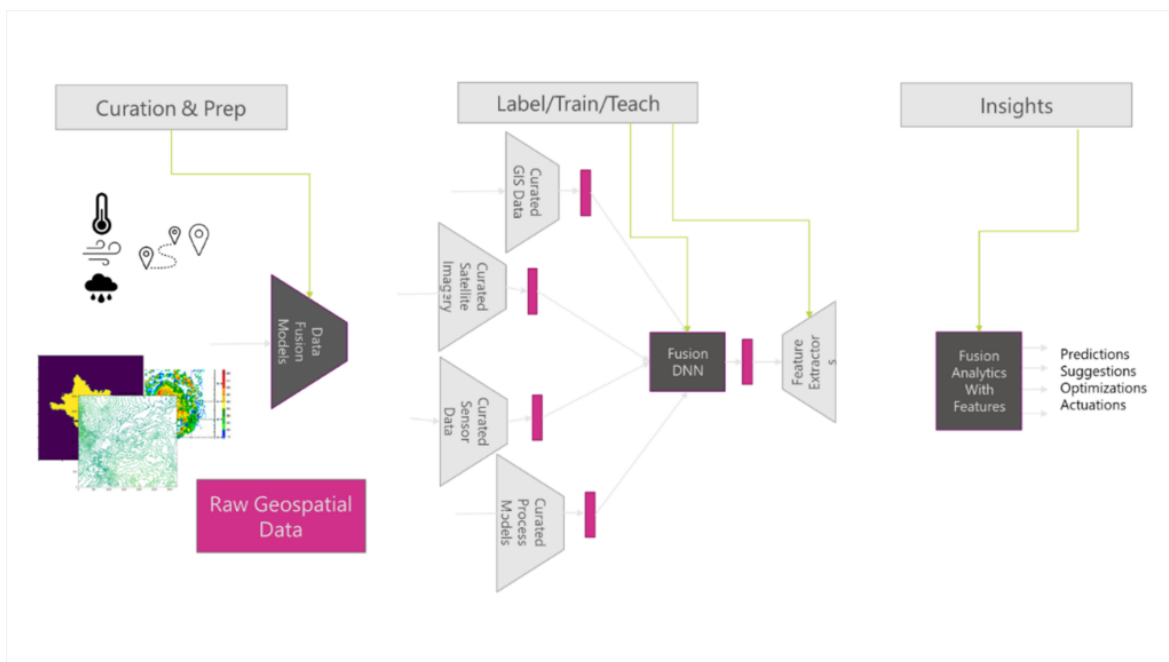 Curation & Prep
Label/Train/Teach
Insights
Data
Fusion
Models
Raw Geospatial
Data
Curated
GIS Data
Curated
Satellite
Imagery
Curated
Sensor
Data
Curated
Process
Models
Fusion
DNN
Feature
Extractor
s
Fusion
Analytics
With
Features
Predictions
Suggestions
Optimizations
Actuations